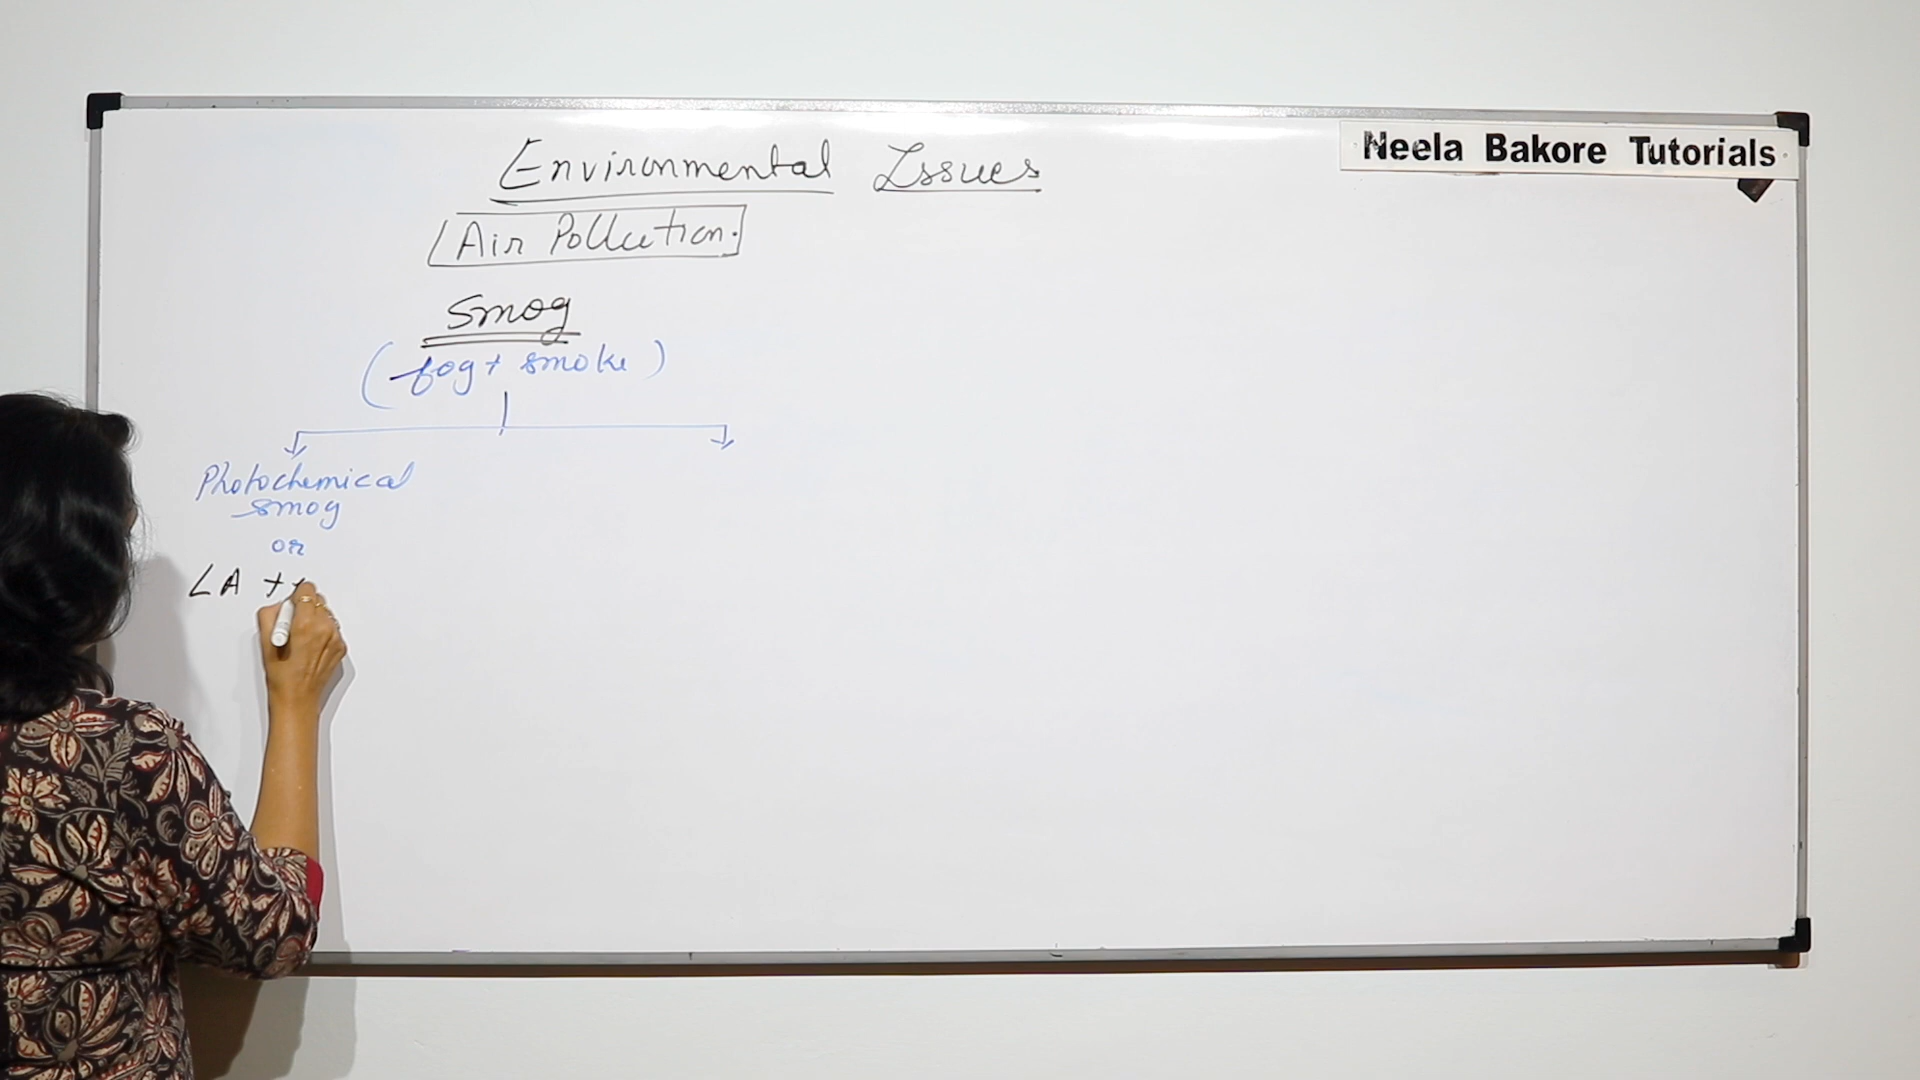 Environmental Issues
Neela Bakore Tutorials
Air Pollution.
Smog
(fog + smoke)
Photochemical
smog
or
LA